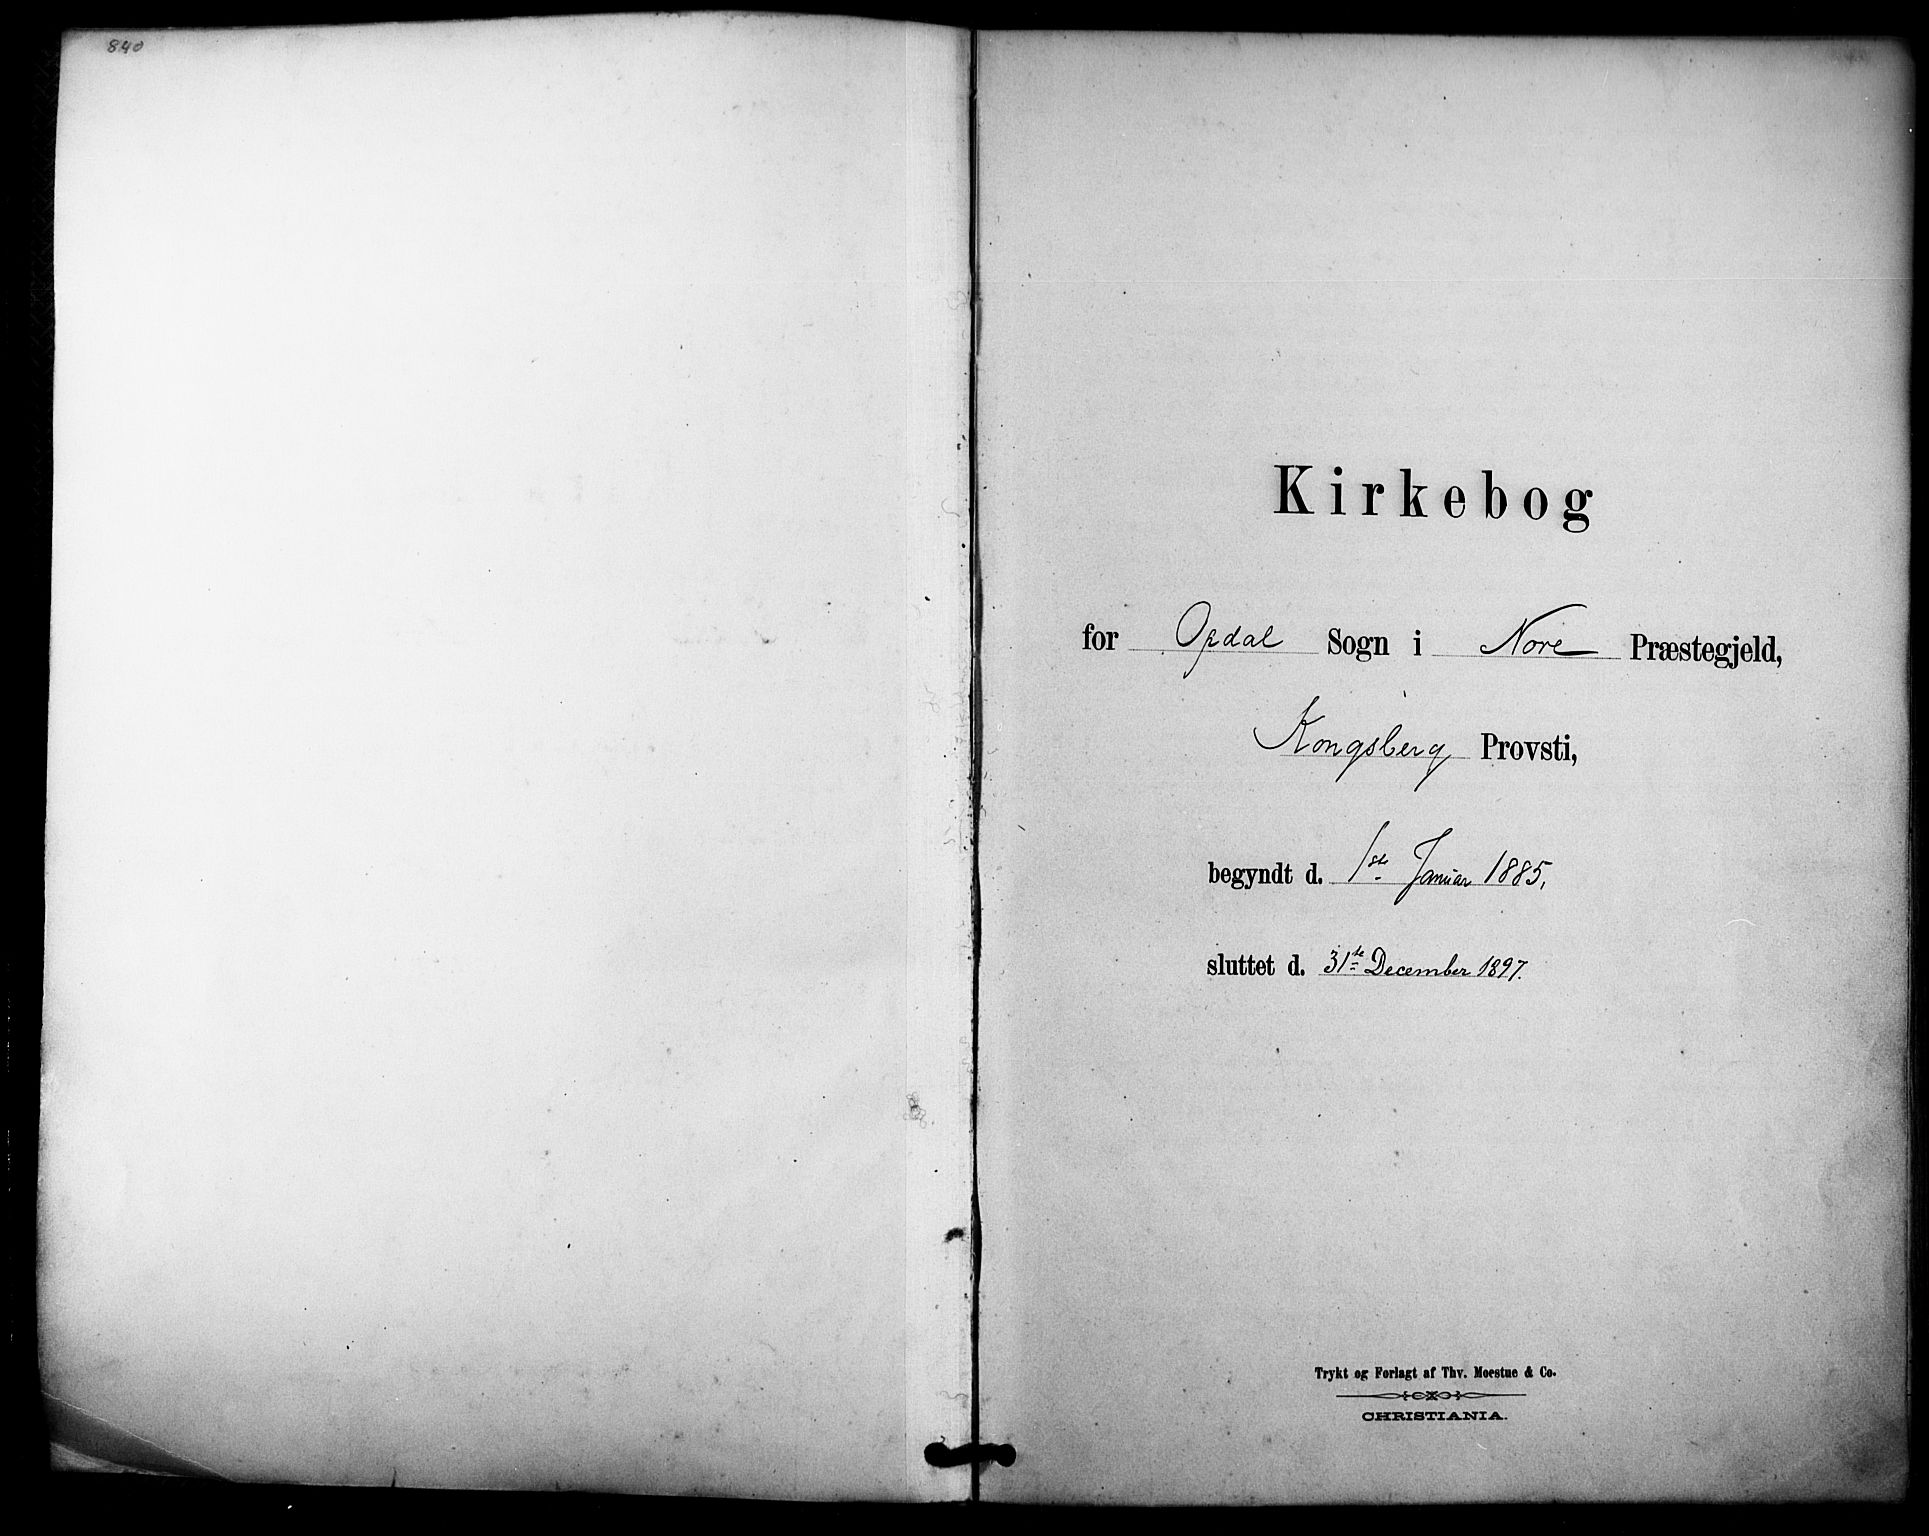 840
Kirkebog
for Opdal Sogn i Nore Præstegjeld,
Kongsberg Provsti,
begyndt d. 1ste Januar 1885,
sluttet d. 31te December 1897.
Trykt og Forlagt af Thv. Moestue & Co.
CHRISTIANIA.